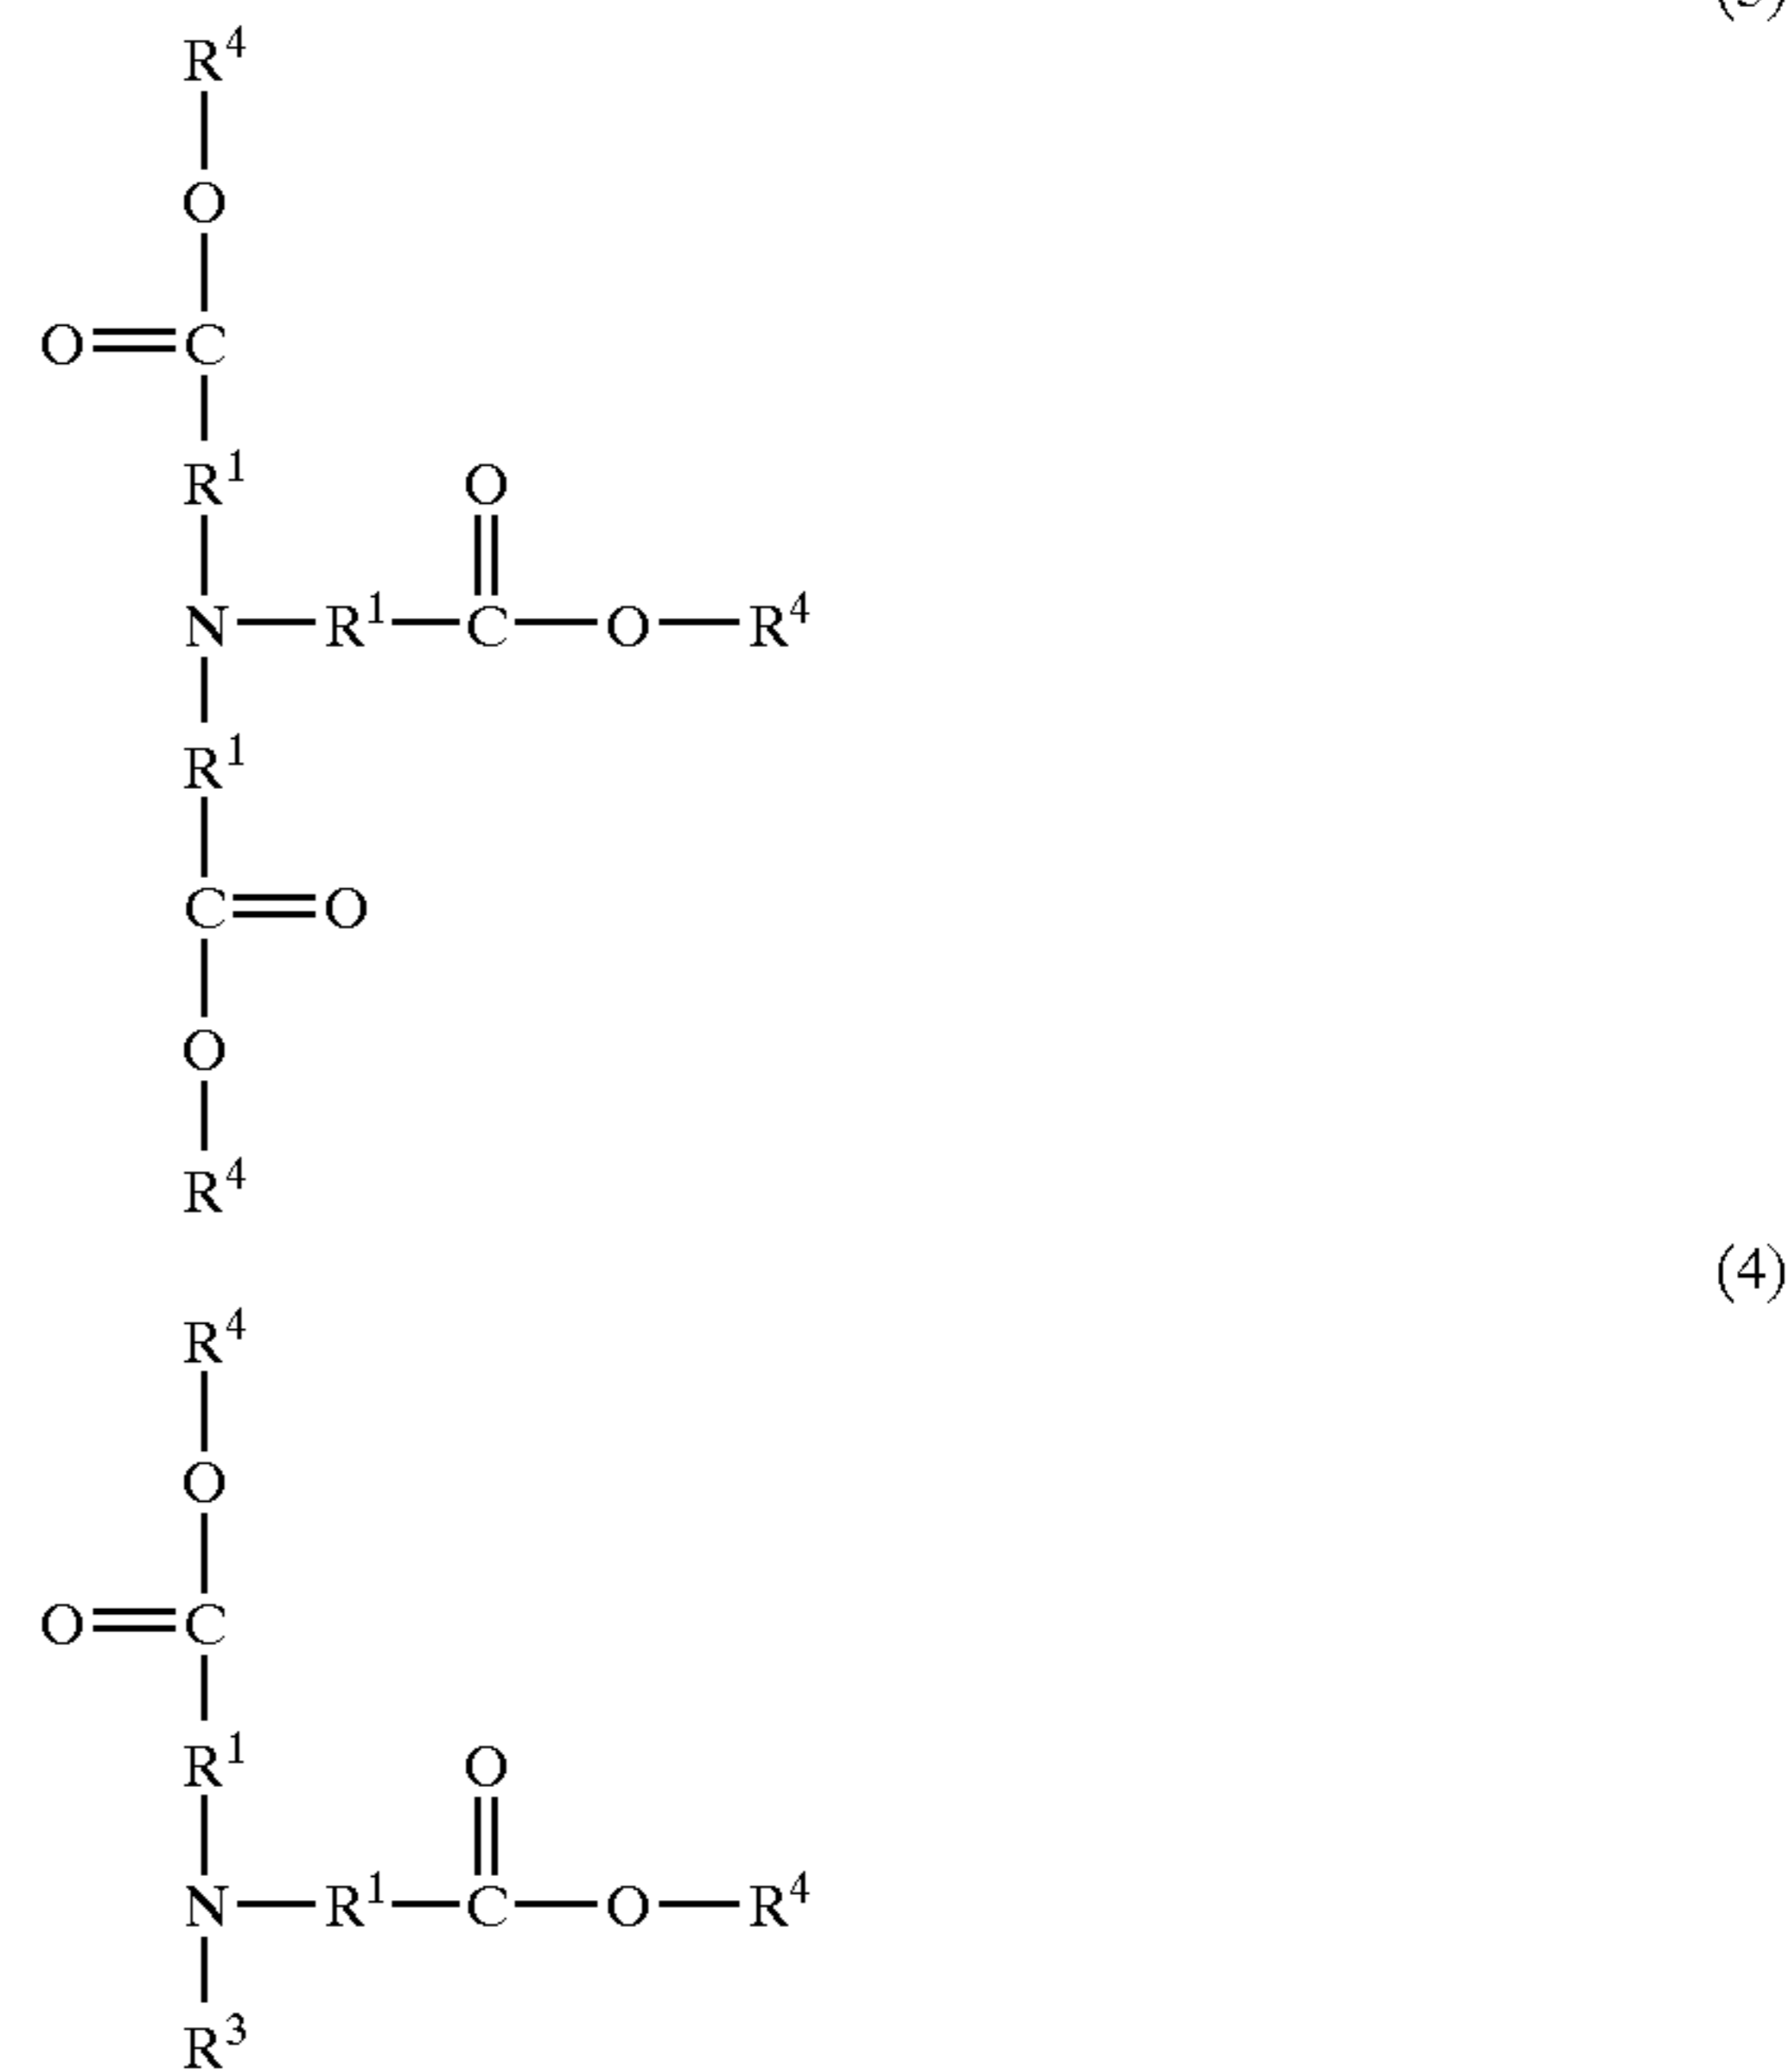 R⁴
O
O=C
R¹ O
N—R¹—C—O—R⁴
R¹
C=O
O
R⁴
(4)
R⁴
O
O=C
R¹ O
N—R¹—C—O—R⁴
R³